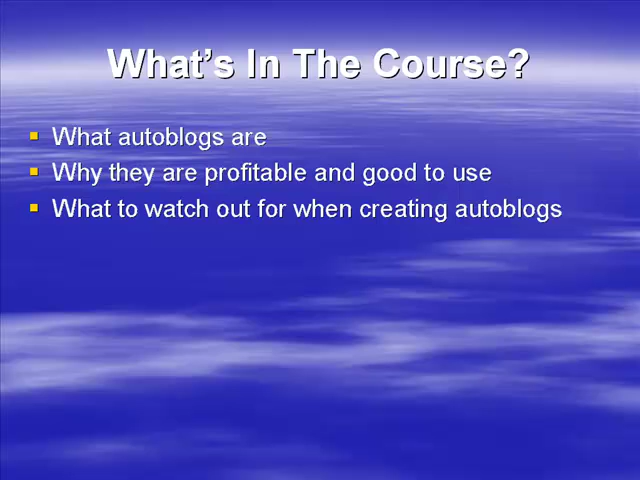 What's In The Course?
What autoblogs are
Why they are profitable and good to use
What to watch out for when creating autoblogs